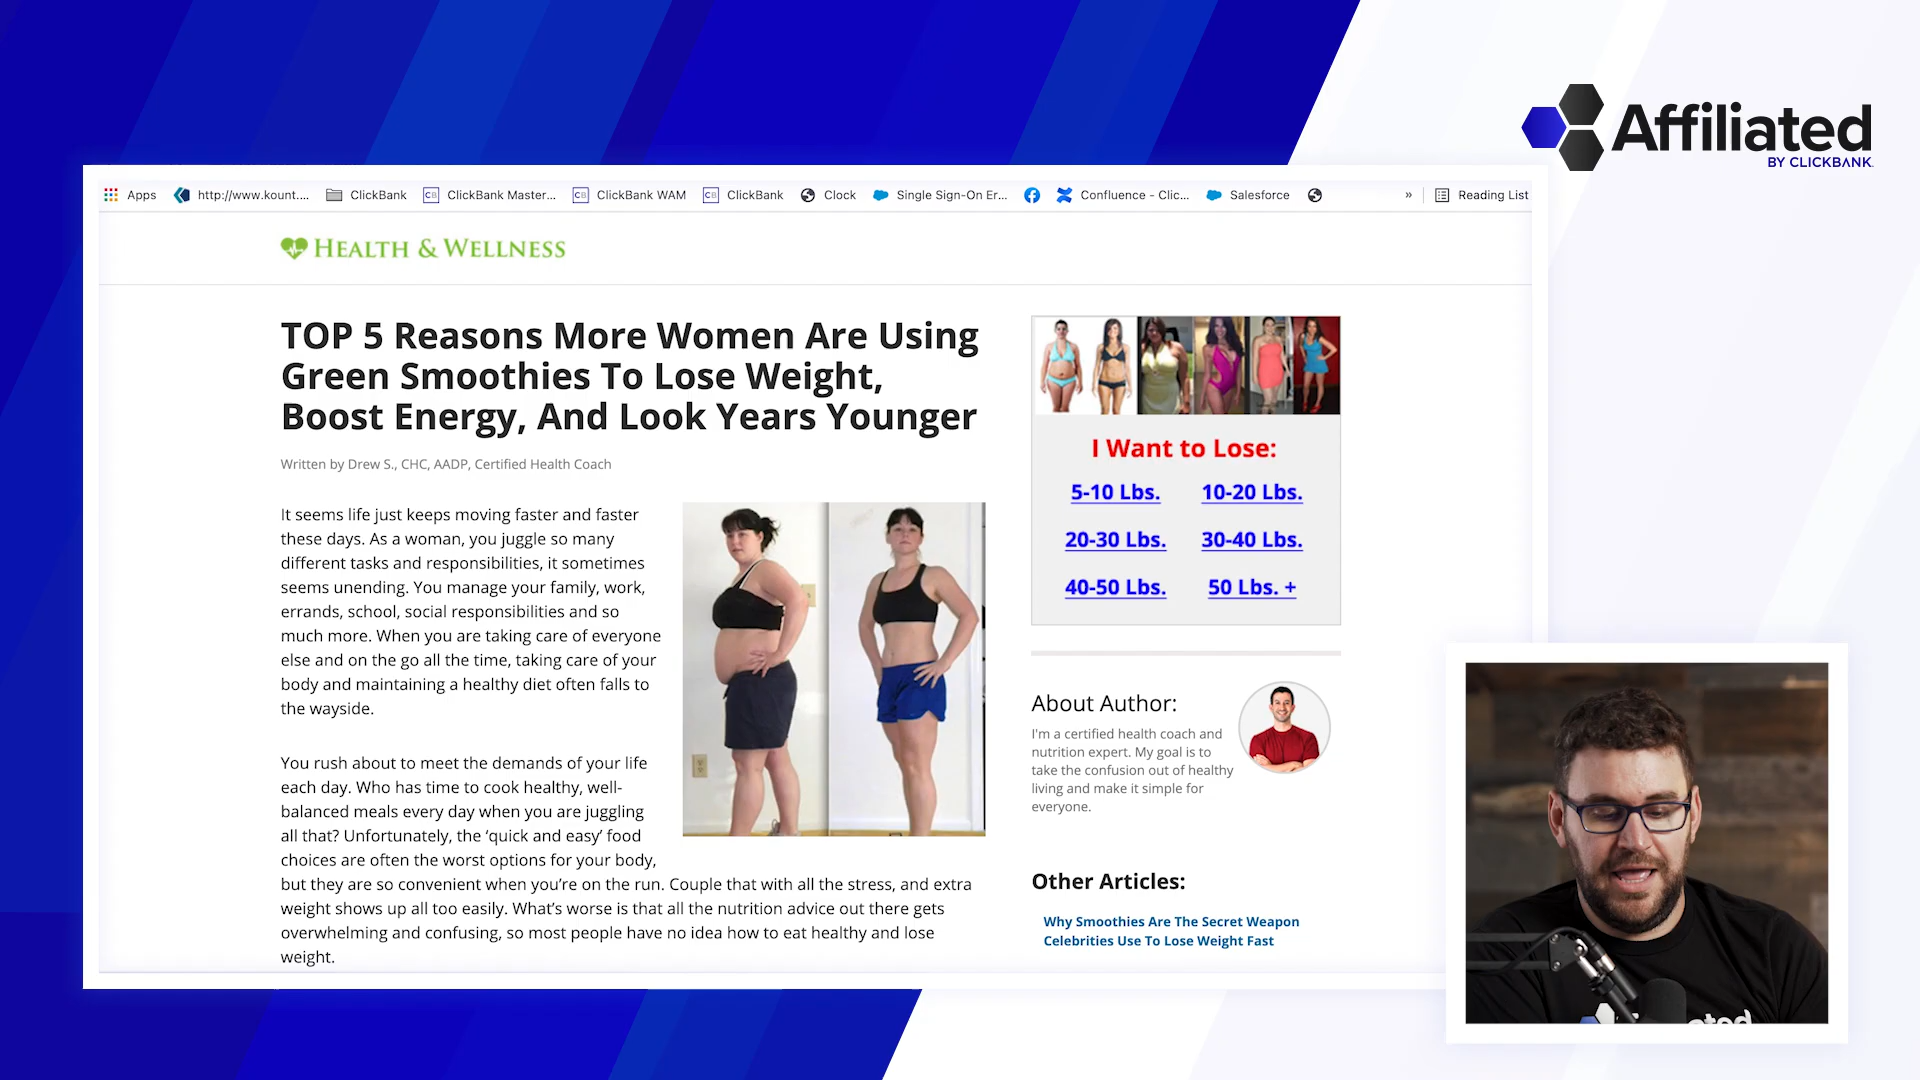 Affiliated
BY CLICKBANK
Apps
http://www.kount....
ClickBank
ClickBank Master...
ClickBank WAM
ClickBank
Clock
Single Sign-On Er...
Confluence - Clic...
Salesforce
»
Reading List
HEALTH & WELLNESS
TOP 5 Reasons More Women Are Using
Green Smoothies To Lose Weight,
Boost Energy, And Look Years Younger
Written by Drew S., CHC, AADP, Certified Health Coach
It seems life just keeps moving faster and faster
these days. As a woman, you juggle so many
different tasks and responsibilities, it sometimes
seems unending. You manage your family, work,
errands, school, social responsibilities and so
much more. When you are taking care of everyone
else and on the go all the time, taking care of your
body and maintaining a healthy diet often falls to
the wayside.
You rush about to meet the demands of your life
each day. Who has time to cook healthy, well-
balanced meals every day when you are juggling
all that? Unfortunately, the ‘quick and easy’ food
choices are often the worst options for your body,
but they are so convenient when you’re on the run. Couple that with all the stress, and extra
weight shows up all too easily. What’s worse is that all the nutrition advice out there gets
overwhelming and confusing, so most people have no idea how to eat healthy and lose
weight.
I Want to Lose:
5-10 Lbs.
10-20 Lbs.
20-30 Lbs.
30-40 Lbs.
40-50 Lbs.
50 Lbs. +
About Author:
I'm a certified health coach and
nutrition expert. My goal is to
take the confusion out of healthy
living and make it simple for
everyone.
Other Articles:
Why Smoothies Are The Secret Weapon
Celebrities Use To Lose Weight Fast